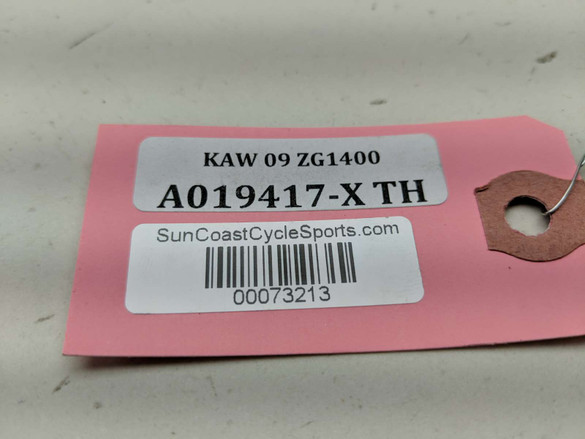 KAW 09 ZG1400
A019417-X TH
SunCoastCycleSports.com
00073213